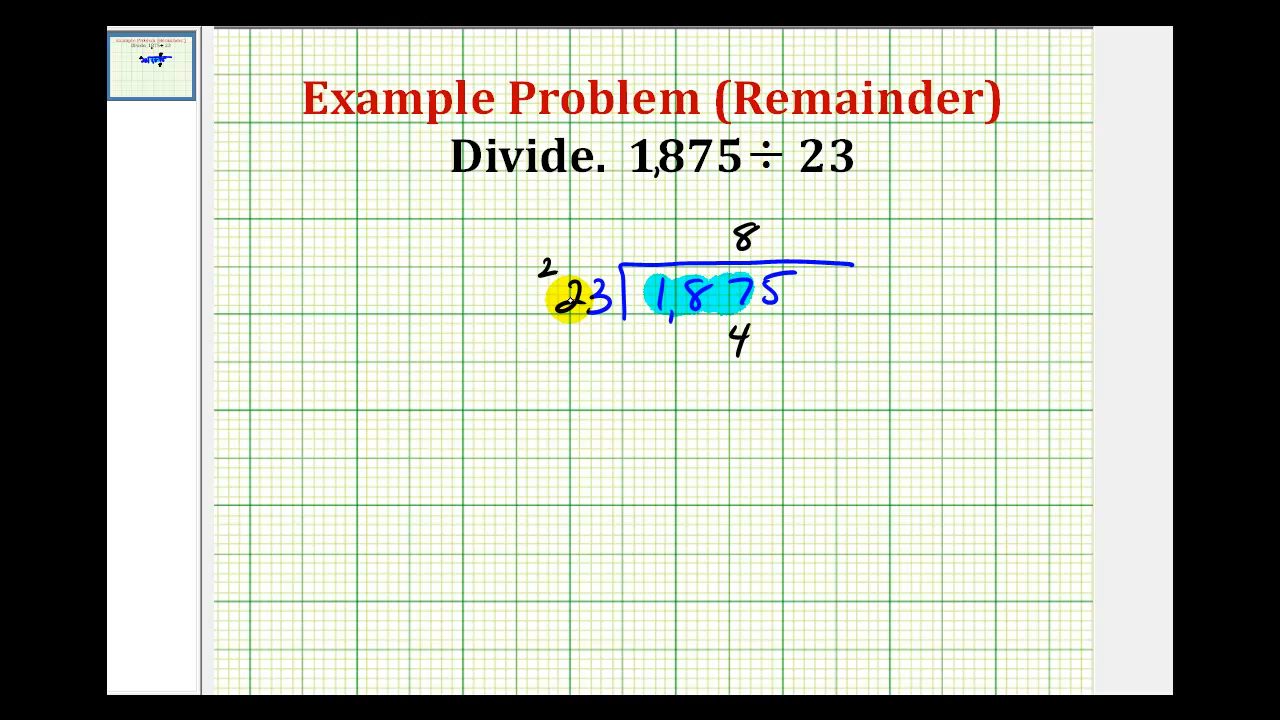 Example Problem (Remainder)
Divide. 1,875 ÷ 23
8
2
23 1,875
4